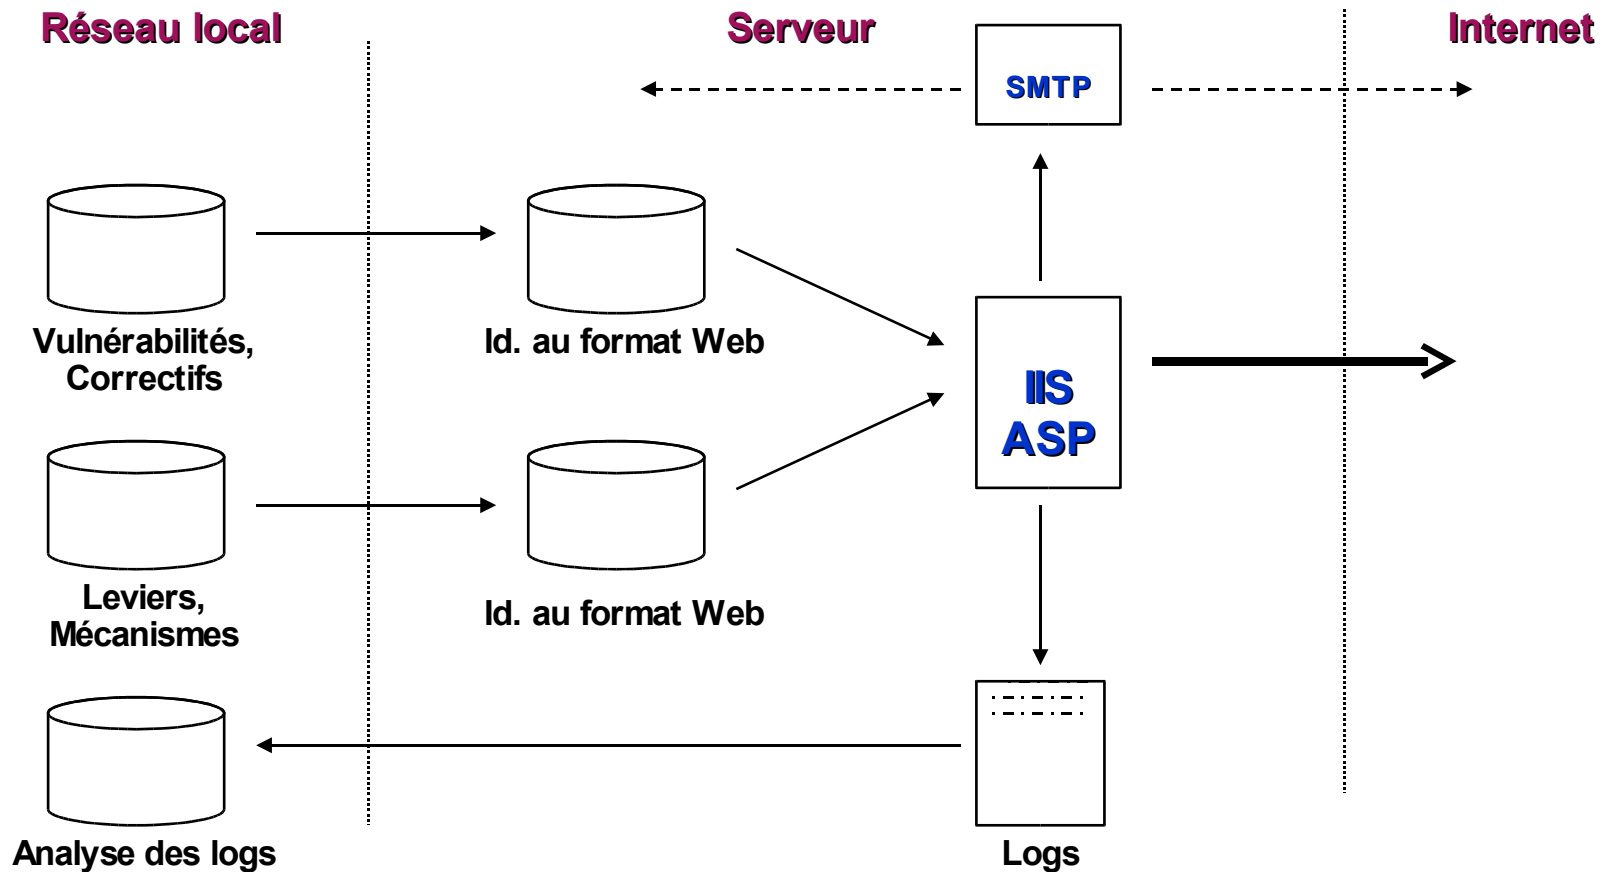 Réseau local
Serveur
Internet
SMTP
Vulnérabilités,
Correctifs
Id. au format Web
IIS
ASP
Leviers,
Mécanismes
Id. au format Web
Analyse des logs
Logs